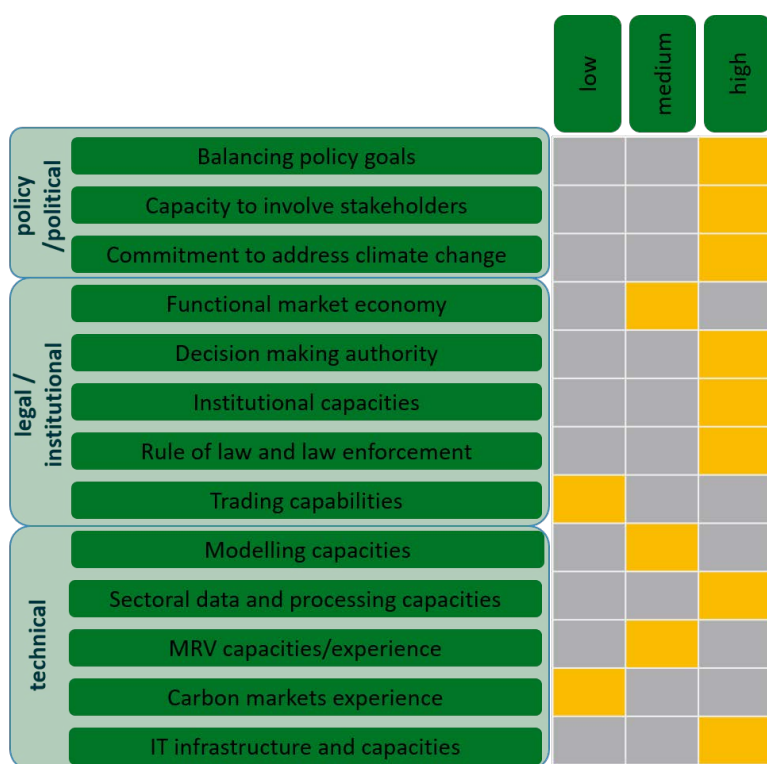 low
medium
high
policy
/political
Balancing policy goals
Capacity to involve stakeholders
Commitment to address climate change
legal /
institutional
Functional market economy
Decision making authority
Institutional capacities
Rule of law and law enforcement
Trading capabilities
technical
Modelling capacities
Sectoral data and processing capacities
MRV capacities/experience
Carbon markets experience
IT infrastructure and capacities